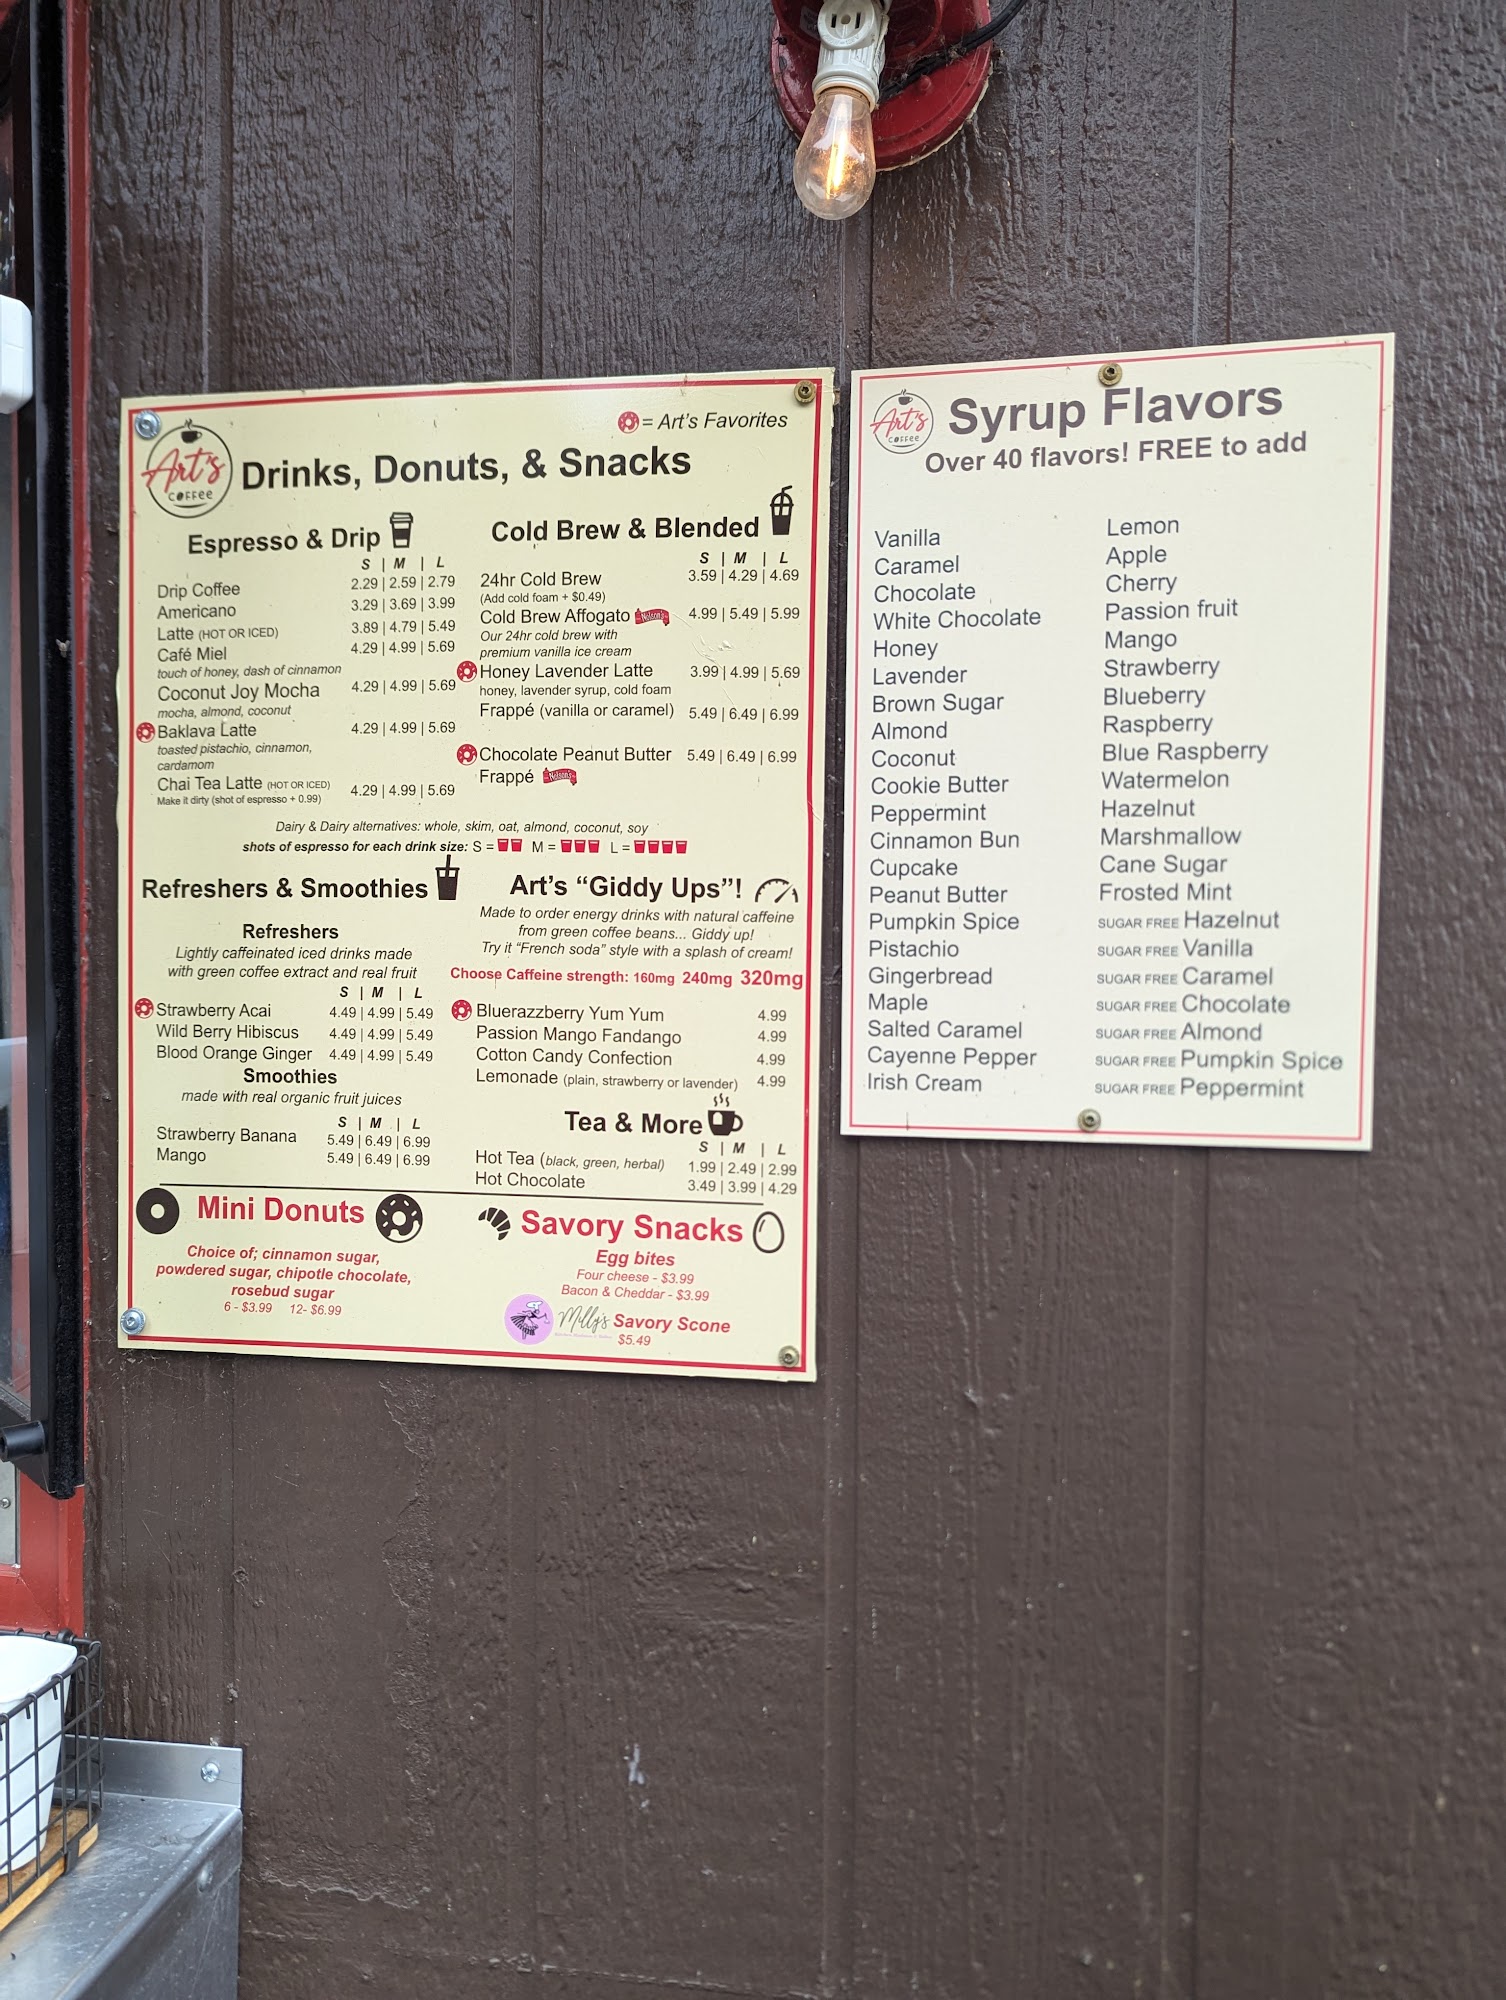 = Art's Favorites
Art's
COFFEE
Drinks, Donuts, & Snacks
Espresso & Drip
S | M | L
Drip Coffee 2.29 | 2.59 | 2.79
Americano 3.29 | 3.69 | 3.99
Latte (HOT OR ICED) 3.89 | 4.79 | 5.49
Café Miel 4.29 | 4.99 | 5.69
touch of honey, dash of cinnamon
Coconut Joy Mocha 4.29 | 4.99 | 5.69
mocha, almond, coconut
Baklava Latte 4.29 | 4.99 | 5.69
toasted pistachio, cinnamon,
cardamom
Chai Tea Latte (HOT OR ICED) 4.29 | 4.99 | 5.69
Make it dirty (shot of espresso + 0.99)
Cold Brew & Blended
S | M | L
24hr Cold Brew 3.59 | 4.29 | 4.69
(Add cold foam + $0.49)
Cold Brew Affogato Nelson's 4.99 | 5.49 | 5.99
Our 24hr cold brew with
premium vanilla ice cream
Honey Lavender Latte 3.99 | 4.99 | 5.69
honey, lavender syrup, cold foam
Frappé (vanilla or caramel) 5.49 | 6.49 | 6.99
Chocolate Peanut Butter 5.49 | 6.49 | 6.99
Frappé Nelson's
Dairy & Dairy alternatives: whole, skim, oat, almond, coconut, soy
shots of espresso for each drink size: S = M = L =
Refreshers & Smoothies
Refreshers
Lightly caffeinated iced drinks made
with green coffee extract and real fruit
S | M | L
Strawberry Acai 4.49 | 4.99 | 5.49
Wild Berry Hibiscus 4.49 | 4.99 | 5.49
Blood Orange Ginger 4.49 | 4.99 | 5.49
Smoothies
made with real organic fruit juices
S | M | L
Strawberry Banana 5.49 | 6.49 | 6.99
Mango 5.49 | 6.49 | 6.99
Art's "Giddy Ups"!
Made to order energy drinks with natural caffeine
from green coffee beans... Giddy up!
Try it "French soda" style with a splash of cream!
Choose Caffeine strength: 160mg 240mg 320mg
Bluerazzberry Yum Yum 4.99
Passion Mango Fandango 4.99
Cotton Candy Confection 4.99
Lemonade (plain, strawberry or lavender) 4.99
Tea & More
S | M | L
Hot Tea (black, green, herbal) 1.99 | 2.49 | 2.99
Hot Chocolate 3.49 | 3.99 | 4.29
Mini Donuts
Choice of; cinnamon sugar,
powdered sugar, chipotle chocolate,
rosebud sugar
6 - $3.99 12- $6.99
Savory Snacks
Egg bites
Four cheese - $3.99
Bacon & Cheddar - $3.99
Milly's Savory Scone
$5.49
Art's
COFFEE
Syrup Flavors
Over 40 flavors! FREE to add
Vanilla
Caramel
Chocolate
White Chocolate
Honey
Lavender
Brown Sugar
Almond
Coconut
Cookie Butter
Peppermint
Cinnamon Bun
Cupcake
Peanut Butter
Pumpkin Spice
Pistachio
Gingerbread
Maple
Salted Caramel
Cayenne Pepper
Irish Cream
Lemon
Apple
Cherry
Passion fruit
Mango
Strawberry
Blueberry
Raspberry
Blue Raspberry
Watermelon
Hazelnut
Marshmallow
Cane Sugar
Frosted Mint
SUGAR FREE Hazelnut
SUGAR FREE Vanilla
SUGAR FREE Caramel
SUGAR FREE Chocolate
SUGAR FREE Almond
SUGAR FREE Pumpkin Spice
SUGAR FREE Peppermint